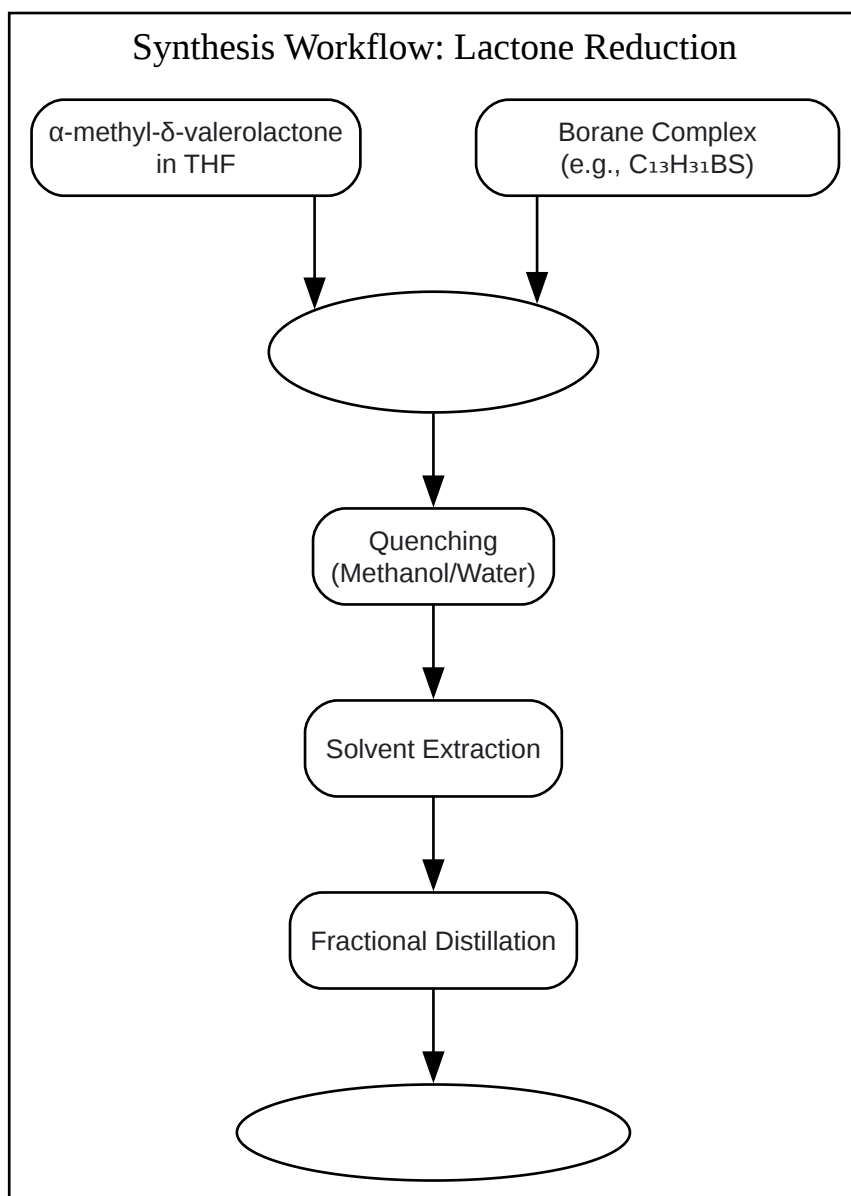 Synthesis Workflow: Lactone Reduction
α-methyl-δ-valerolactone
in THF
Borane Complex
(e.g., C₁₃H₃₁BS)
Quenching
(Methanol/Water)
Solvent Extraction
Fractional Distillation